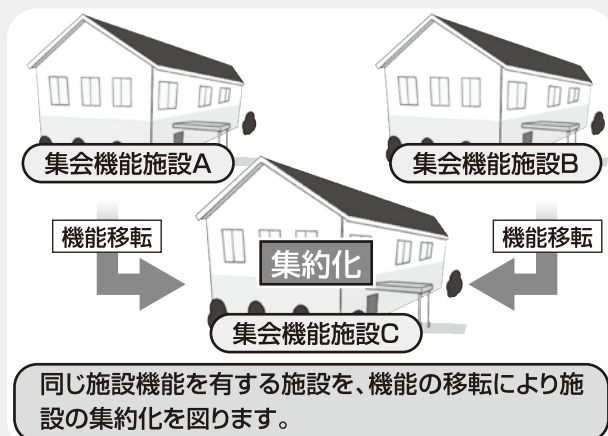 集会機能施設A
集会機能施設B
機能移転
機能移転
集約化
集会機能施設C
同じ施設機能を有する施設を、機能の移転により施
設の集約化を図ります。